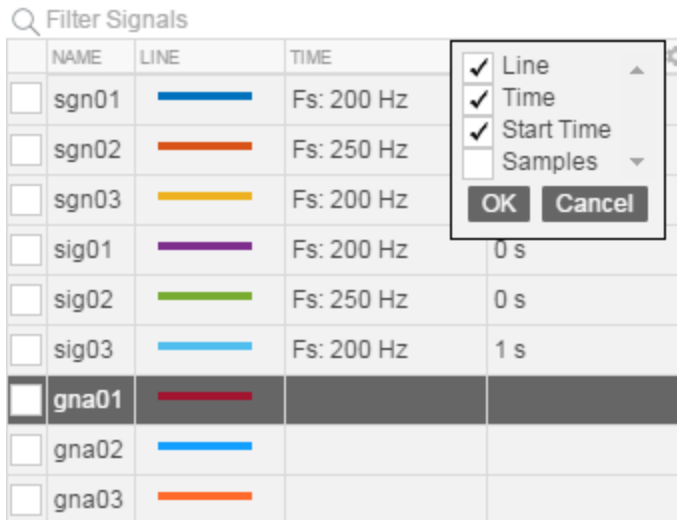 Filter Signals
NAME LINE TIME
Line
Time
Start Time
Samples
OK Cancel
sgn01 Fs: 200 Hz
sgn02 Fs: 250 Hz
sgn03 Fs: 200 Hz
sig01 Fs: 200 Hz 0 s
sig02 Fs: 250 Hz 0 s
sig03 Fs: 200 Hz 1 s
gna01
gna02
gna03